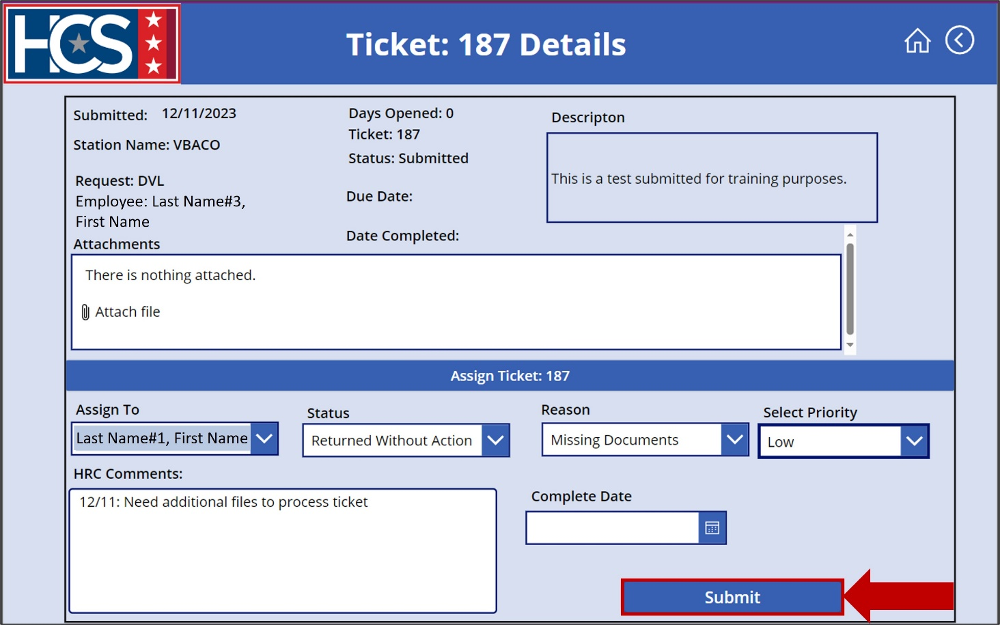 HCS
Ticket: 187 Details
Submitted: 12/11/2023
Station Name: VBACO
Request: DVL
Employee: Last Name#3,
First Name
Days Opened: 0
Ticket: 187
Status: Submitted
Due Date:
Date Completed:
Descripton
This is a test submitted for training purposes.
Attachments
There is nothing attached.
Attach file
Assign Ticket: 187
Assign To
Last Name#1, First Name
Status
Returned Without Action
Reason
Missing Documents
Select Priority
Low
HRC Comments:
12/11: Need additional files to process ticket
Complete Date
Submit